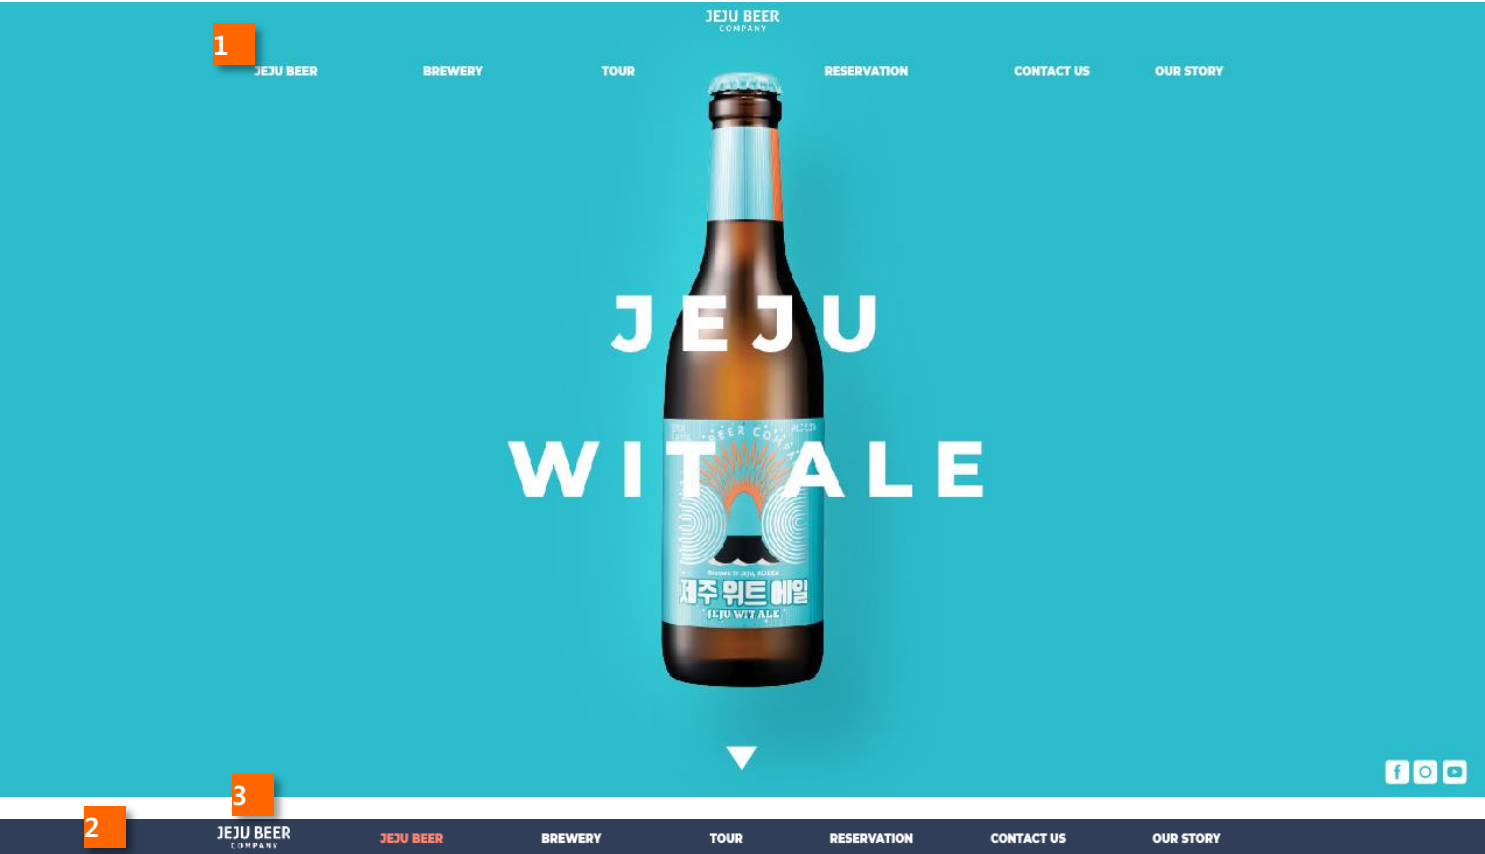 JEJU BEER
COMPANY
1
JEJU BEER BREWERY TOUR RESERVATION CONTACT US OUR STORY
JEJU
WIT ALE
BEER COMPA
제주 위트 에일
JEJU WIT ALE
3
2
JEJU BEER
COMPANY
JEJU BEER BREWERY TOUR RESERVATION CONTACT US OUR STORY